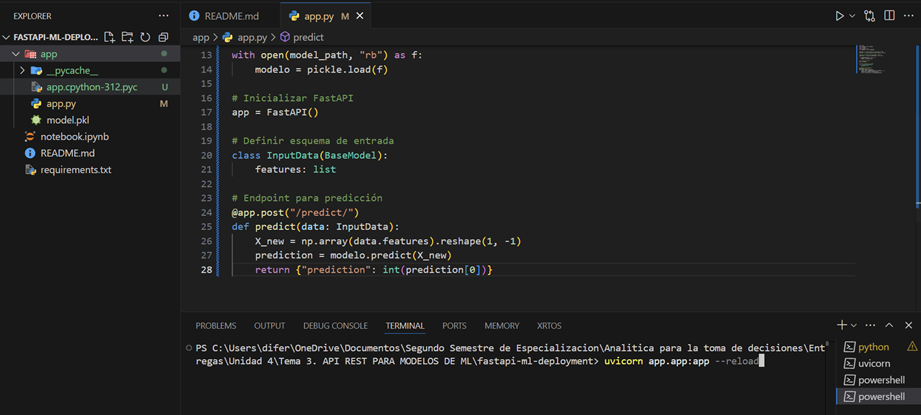 EXPLORER
FASTAPI-ML-DEPLO...
app
__pycache__
app.cpython-312.pyc U
app.py M
model.pkl
notebook.ipynb
README.md
requirements.txt
README.md
app.py M
app > app.py > predict
13 with open(model_path, "rb") as f:
14 modelo = pickle.load(f)
15
16 # Inicializar FastAPI
17 app = FastAPI()
18
19 # Definir esquema de entrada
20 class InputData(BaseModel):
21 features: list
22
23 # Endpoint para predicción
24 @app.post("/predict/")
25 def predict(data: InputData):
26 X_new = np.array(data.features).reshape(1, -1)
27 prediction = modelo.predict(X_new)
28 return {"prediction": int(prediction[0])}
PROBLEMS OUTPUT DEBUG CONSOLE TERMINAL PORTS MEMORY XRTOS
PS C:\Users\difer\OneDrive\Documentos\Segundo Semestre de Especializacion\Analitica para la toma de decisiones\Ent
regas\Unidad 4\Tema 3. API REST PARA MODELOS DE ML\fastapi-ml-deployment> uvicorn app.app:app --reload
python
uvicorn
powershell
powershell